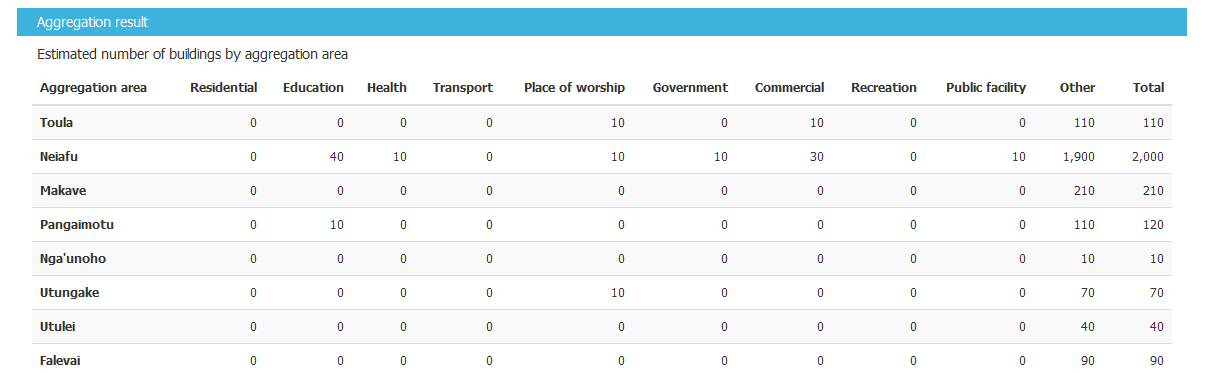 Aggregation result
Estimated number of buildings by aggregation area
Aggregation area Residential Education Health Transport Place of worship Government Commercial Recreation Public facility Other Total
Toula 0 0 0 0 10 0 10 0 0 110 110
Neiafu 0 40 10 0 10 10 30 0 10 1,900 2,000
Makave 0 0 0 0 0 0 0 0 0 210 210
Pangaimotu 0 10 0 0 0 0 0 0 0 110 120
Nga'unoho 0 0 0 0 0 0 0 0 0 10 10
Utungake 0 0 0 0 10 0 0 0 0 70 70
Utulei 0 0 0 0 0 0 0 0 0 40 40
Falevai 0 0 0 0 0 0 0 0 0 90 90